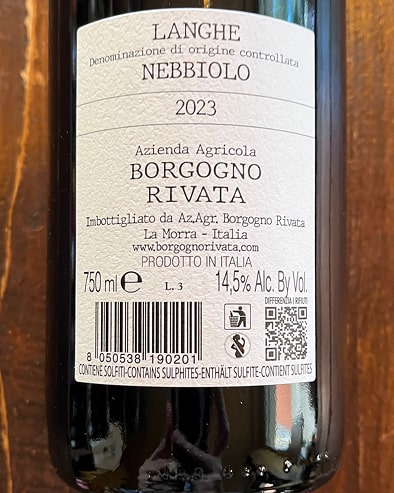 LANGHE
Denominazione di origine controllata
NEBBIOLO
2023
Azienda Agricola
BORGOGNO
RIVATA
Imbottigliato da Az.Agr. Borgogno Rivata
La Morra - Italia
www.borgognorivata.com
PRODOTTO IN ITALIA
750 ml ℮ L. 3 14,5% Alc. By Vol.
DIFFERENZIA I RIFIUTI
8 050538 190201
CONTIENE SOLFITI-CONTAINS SULPHITES-ENTHÄLT SULFITE-CONTIENT SULFITES